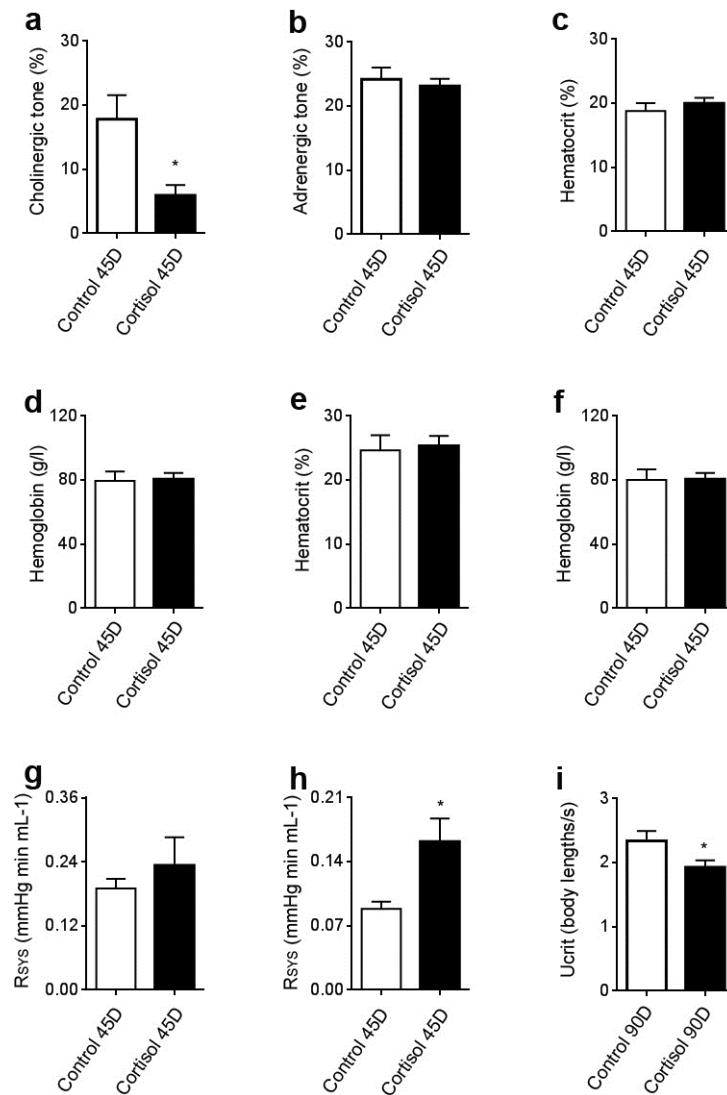 a
Cholinergic tone (%)
30
20
10
0
*
Control 45D
Cortisol 45D
b
Adrenergic tone (%)
30
20
10
0
Control 45D
Cortisol 45D
c
Hematocrit (%)
30
20
10
0
Control 45D
Cortisol 45D
d
Hemoglobin (g/l)
120
80
40
0
Control 45D
Cortisol 45D
e
Hematocrit (%)
30
20
10
0
Control 45D
Cortisol 45D
f
Hemoglobin (g/l)
120
80
40
0
Control 45D
Cortisol 45D
g
RSYS (mmHg min mL-1)
0.36
0.24
0.12
0.00
Control 45D
Cortisol 45D
h
RSYS (mmHg min mL-1)
0.21
0.14
0.07
0.00
*
Control 45D
Cortisol 45D
i
Ucrit (body lengths/s)
3
2
1
0
*
Control 90D
Cortisol 90D